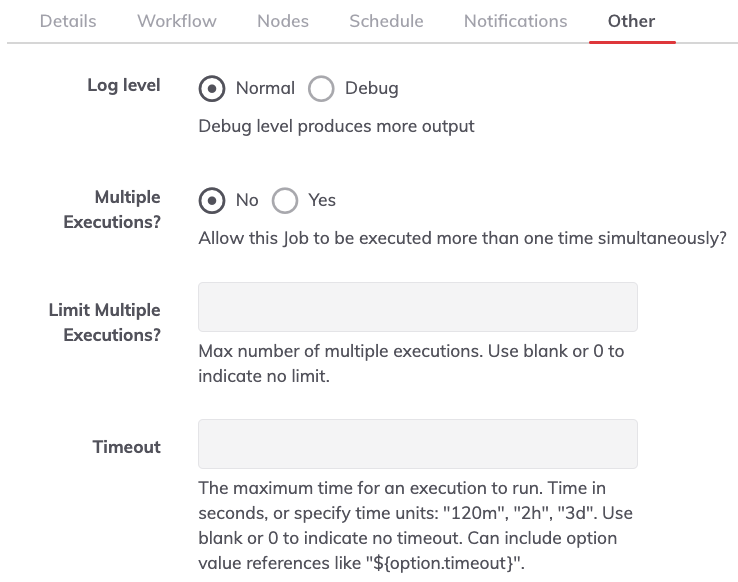 Details Workflow Nodes Schedule Notifications Other
Log level Normal Debug
Debug level produces more output
Multiple Executions? No Yes
Allow this Job to be executed more than one time simultaneously?
Limit Multiple
Executions?
Max number of multiple executions. Use blank or 0 to
indicate no limit.
Timeout
The maximum time for an execution to run. Time in
seconds, or specify time units: "120m", "2h", "3d". Use
blank or 0 to indicate no timeout. Can include option
value references like "${option.timeout}".